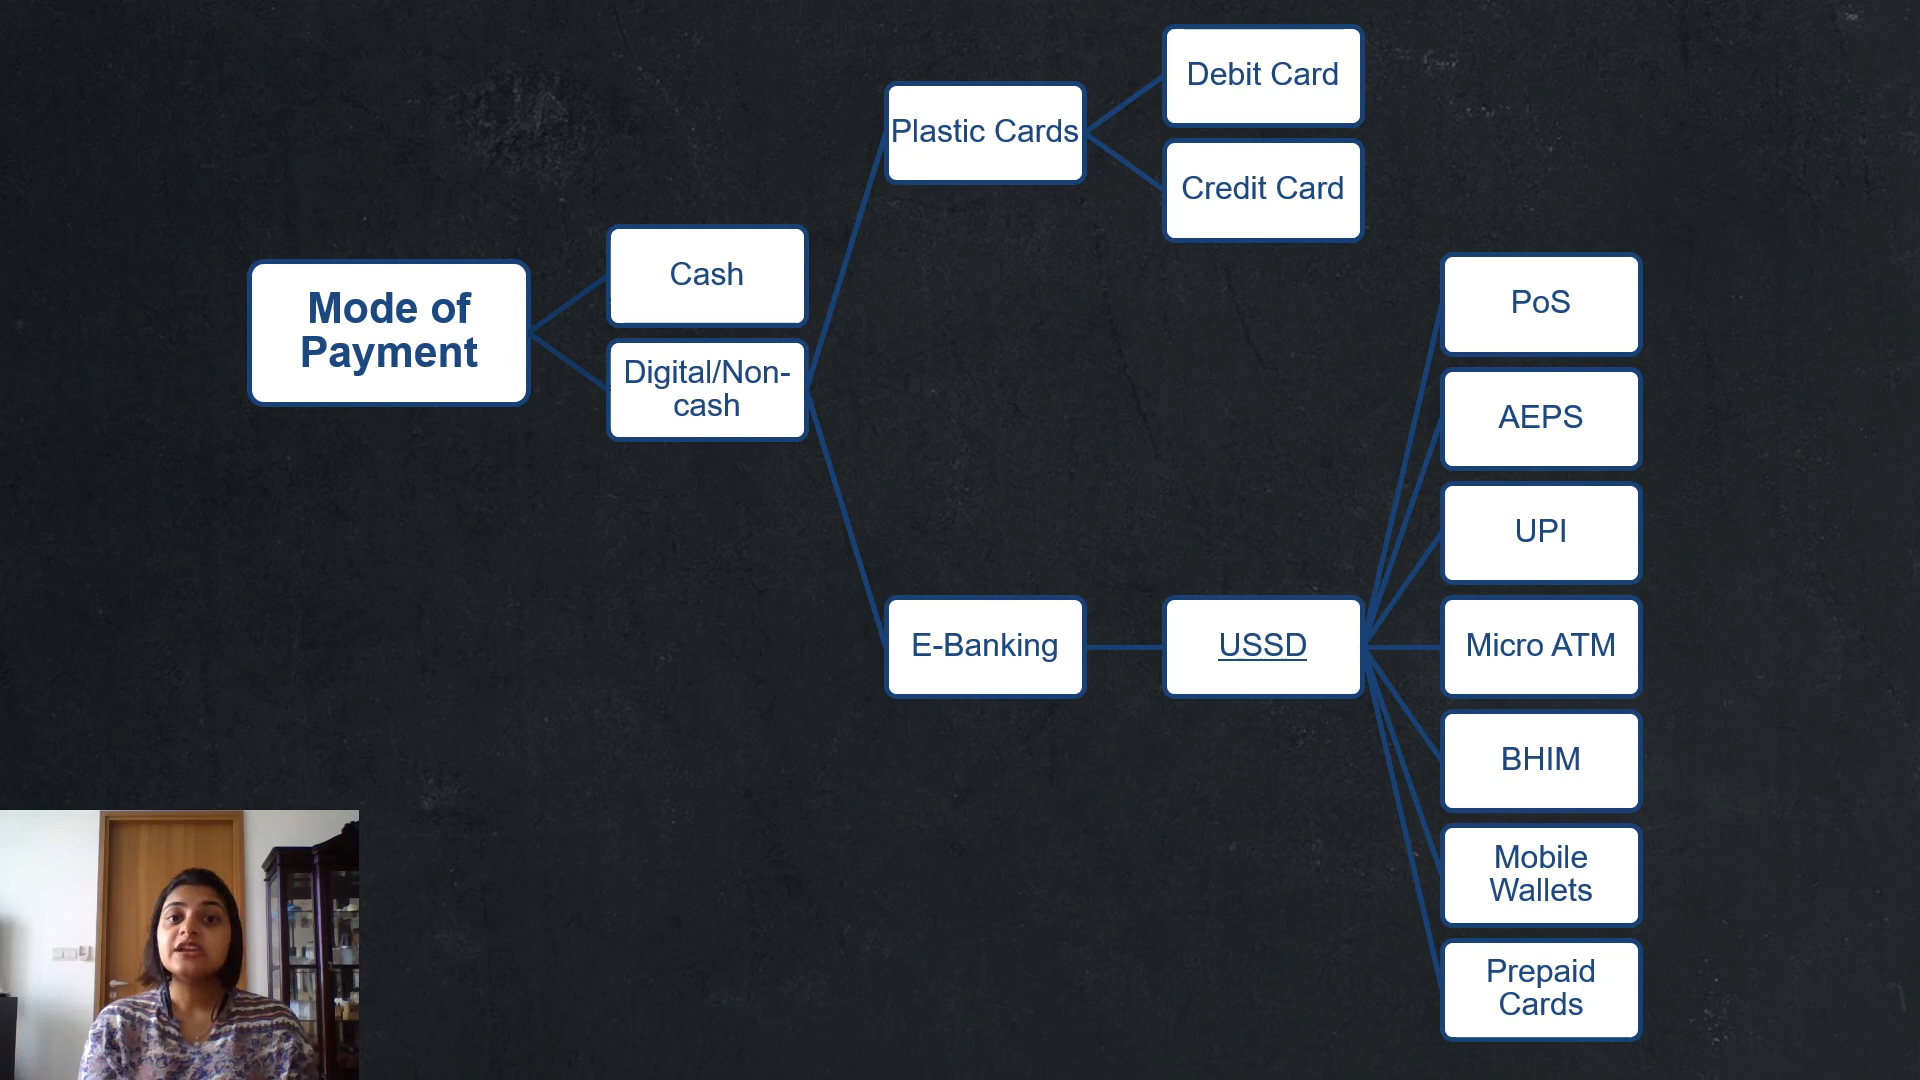 Mode of
Payment
Cash
Digital/Non-
cash
Plastic Cards
Debit Card
Credit Card
E-Banking
USSD
PoS
AEPS
UPI
Micro ATM
BHIM
Mobile
Wallets
Prepaid
Cards